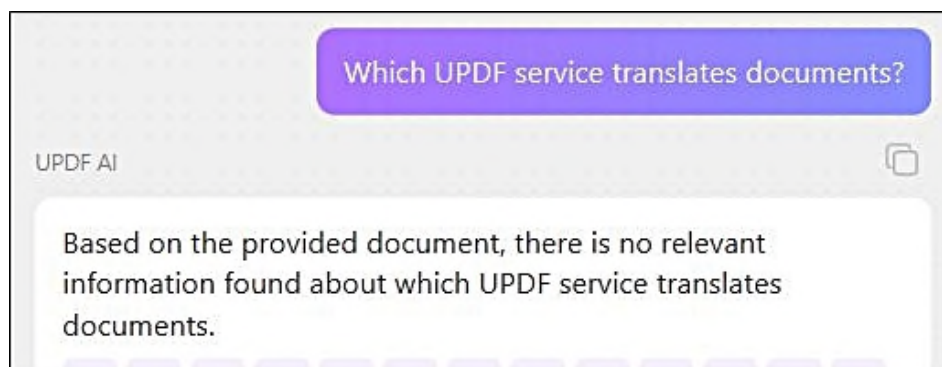 Which UPDF service translates documents?
UPDF AI
Based on the provided document, there is no relevant
information found about which UPDF service translates
documents.